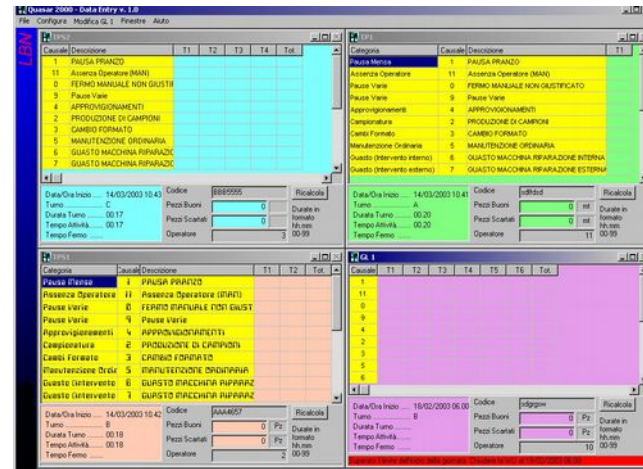 Quasar 2000 - Data Entry v. 1.0
File Configura Modifica GL 1 Finestre Aiuto
LBN
TPS2
Causale Descrizione T1 T2 T3 T4 Tot.
1 PAUSA PRANZO
11 Assenza Operatore (MAN)
0 FERMO MANUALE NON GIUSTIF
9 Pause Varie
4 APPROVIGIONAMENTI
2 PRODUZIONE DI CAMPIONI
3 CAMBIO FORMATO
5 MANUTENZIONE ORDINARIA
6 GUASTO MACCHINA RIPARAZIO
7 GUASTO MACCHINA RIPARAZIO
Data/Ora Inizio .... 14/03/2003 10.43
Turno ............... C
Durata Turno ..... 00.17
Tempo Attività..... 00.17
Tempo Fermo .......
Codice BBB5555 Ricalcola
Pezzi Buoni 0
Pezzi Scartati 0
Operatore 3
Durate in formato hh.mm 00-99
TP1
Categoria Causale Descrizione T1
Pausa Mensa 1 PAUSA PRANZO
Assenza Operatore 11 Assenza Operatore (MAN)
Pause Varie 0 FERMO MANUALE NON GIUSTIFICATO
Pause Varie 9 Pause Varie
Approvigionamenti 4 APPROVIGIONAMENTI
Campionatura 2 PRODUZIONE DI CAMPIONI
Cambi Formato 3 CAMBIO FORMATO
Manutenzione Ordinaria 5 MANUTENZIONE ORDINARIA
Guasto (Intervento interno) 6 GUASTO MACCHINA RIPARAZIONE INTERNA
Guasto (Intervento esterno) 7 GUASTO MACCHINA RIPARAZIONE ESTERNA
Data/Ora Inizio .... 14/03/2003 10.41
Turno ............... A
Durata Turno ..... 00.20
Tempo Attività..... 00.20
Tempo Fermo .......
Codice Ricalcola
Pezzi Buoni 0 mt
Pezzi Scartati 0 mt
Operatore 11
Durate in formato hh.mm 00-99
TPS1
Categoria Causale Descrizione T1 T2 Tot.
Pausa Mensa 1 PAUSA PRANZO
Assenza Operatore 11 Assenza Operatore (MAN)
Pause Varie 0 FERMO MANUALE NON GIUST
Pause Varie 9 Pause Varie
Approvigionamenti 4 APPROVIGIONAMENTI
Campionatura 2 PRODUZIONE DI CAMPIONI
Cambi Formato 3 CAMBIO FORMATO
Manutenzione Ordin 5 MANUTENZIONE ORDINARIA
Guasto (Intervento 6 GUASTO MACCHINA RIPARAZ
Guasto (Intervento 7 GUASTO MACCHINA RIPARAZ
Data/Ora Inizio .... 14/03/2003 10.42
Turno ............... B
Durata Turno ..... 00.18
Tempo Attività..... 00.18
Tempo Fermo .......
Codice AAA4657 Ricalcola
Pezzi Buoni 0 Pz
Pezzi Scartati 0 Pz
Operatore 2
Durate in formato hh.mm 00-99
GL 1
Causale T1 T2 T3 T4 T5 T6 Tot.
1
11
0
9
4
2
3
5
6
Data/Ora Inizio .... 18/02/2003 06.00
Turno ............... B
Durata Turno .....
Tempo Attività.....
Tempo Fermo .......
Codice Ricalcola
Pezzi Buoni 0 Pz
Pezzi Scartati 0 Pz
Operatore 10
Durate in formato hh.mm 00-99